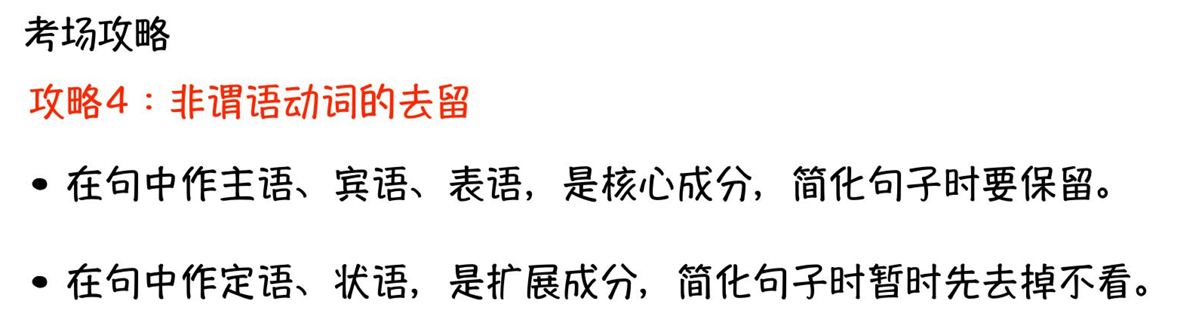 考场攻略
攻略4：非谓语动词的去留
• 在句中作主语、宾语、表语，是核心成分，简化句子时要保留。
• 在句中作定语、状语，是扩展成分，简化句子时暂时先去掉不看。